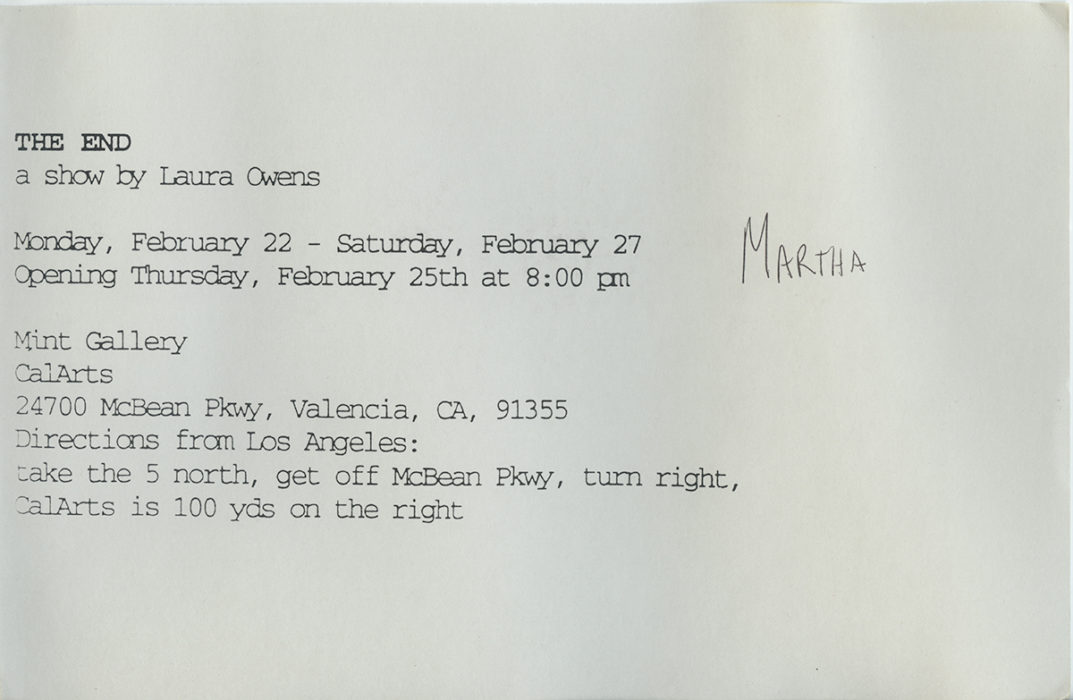 THE END
a show by Laura Owens
Monday, February 22 - Saturday, February 27
Opening Thursday, February 25th at 8:00 pm
MARTHA
Mint Gallery
CalArts
24700 McBean Pkwy, Valencia, CA, 91355
Directions from Los Angeles:
take the 5 north, get off McBean Pkwy, turn right,
CalArts is 100 yds on the right